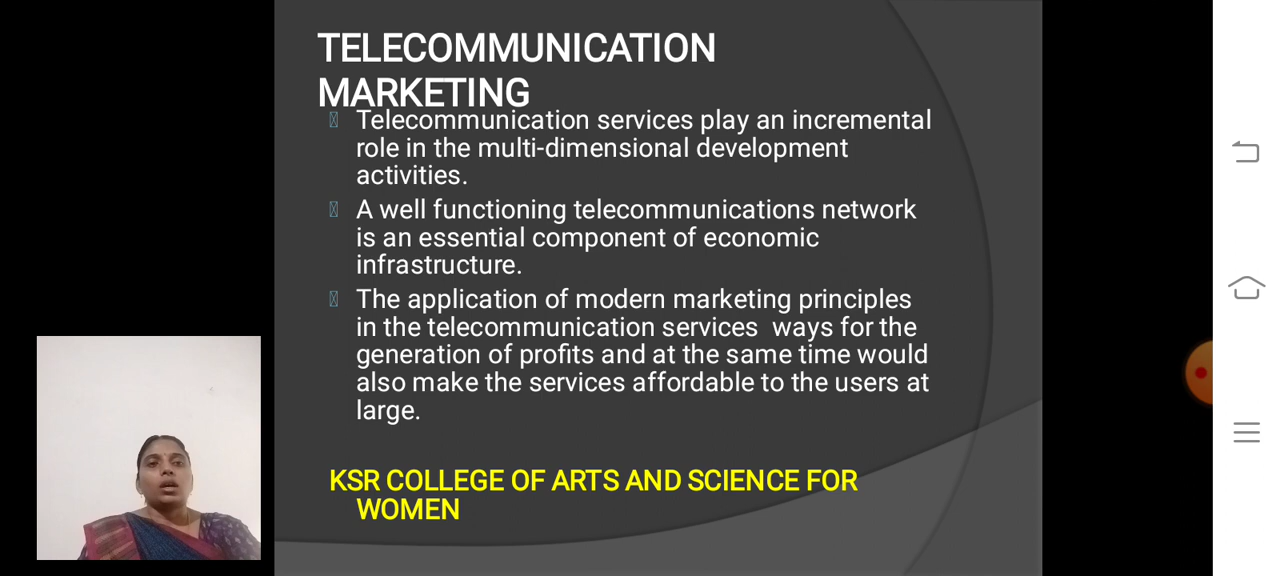 TELECOMMUNICATION
MARKETING
Telecommunication services play an incremental
role in the multi-dimensional development
activities.
A well functioning telecommunications network
is an essential component of economic
infrastructure.
The application of modern marketing principles
in the telecommunication services  ways for the
generation of profits and at the same time would
also make the services affordable to the users at
large.
KSR COLLEGE OF ARTS AND SCIENCE FOR
WOMEN